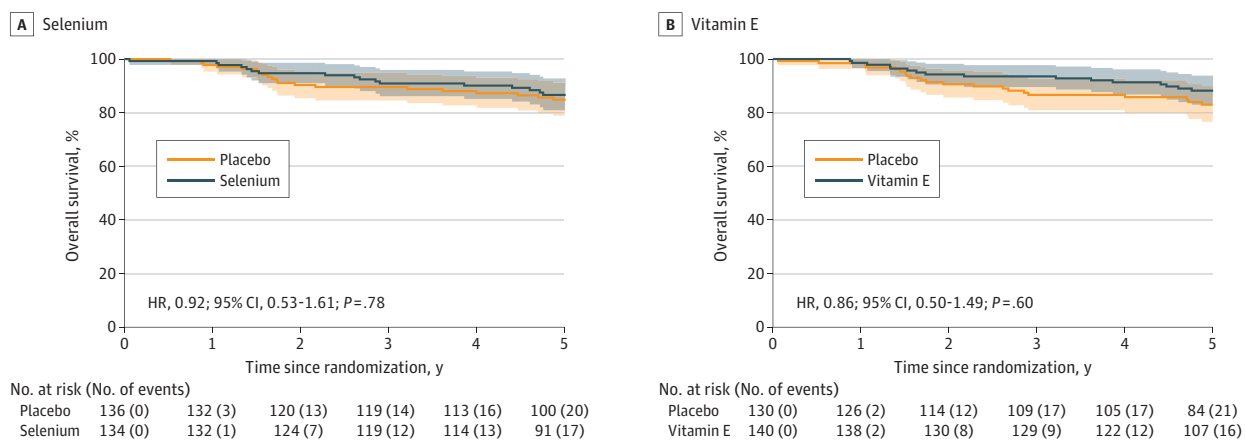 A Selenium
100
80
60
40
20
0
Overall survival, %
Placebo
Selenium
HR, 0.92; 95% CI, 0.53-1.61; P=.78
0 1 2 3 4 5
Time since randomization, y
No. at risk (No. of events)
Placebo 136 (0) 132 (3) 120 (13) 119 (14) 113 (16) 100 (20)
Selenium 134 (0) 132 (1) 124 (7) 119 (12) 114 (13) 91 (17)
B Vitamin E
100
80
60
40
20
0
Overall survival, %
Placebo
Vitamin E
HR, 0.86; 95% CI, 0.50-1.49; P=.60
0 1 2 3 4 5
Time since randomization, y
No. at risk (No. of events)
Placebo 130 (0) 126 (2) 114 (12) 109 (17) 105 (17) 84 (21)
Vitamin E 140 (0) 138 (2) 130 (8) 129 (9) 122 (12) 107 (16)